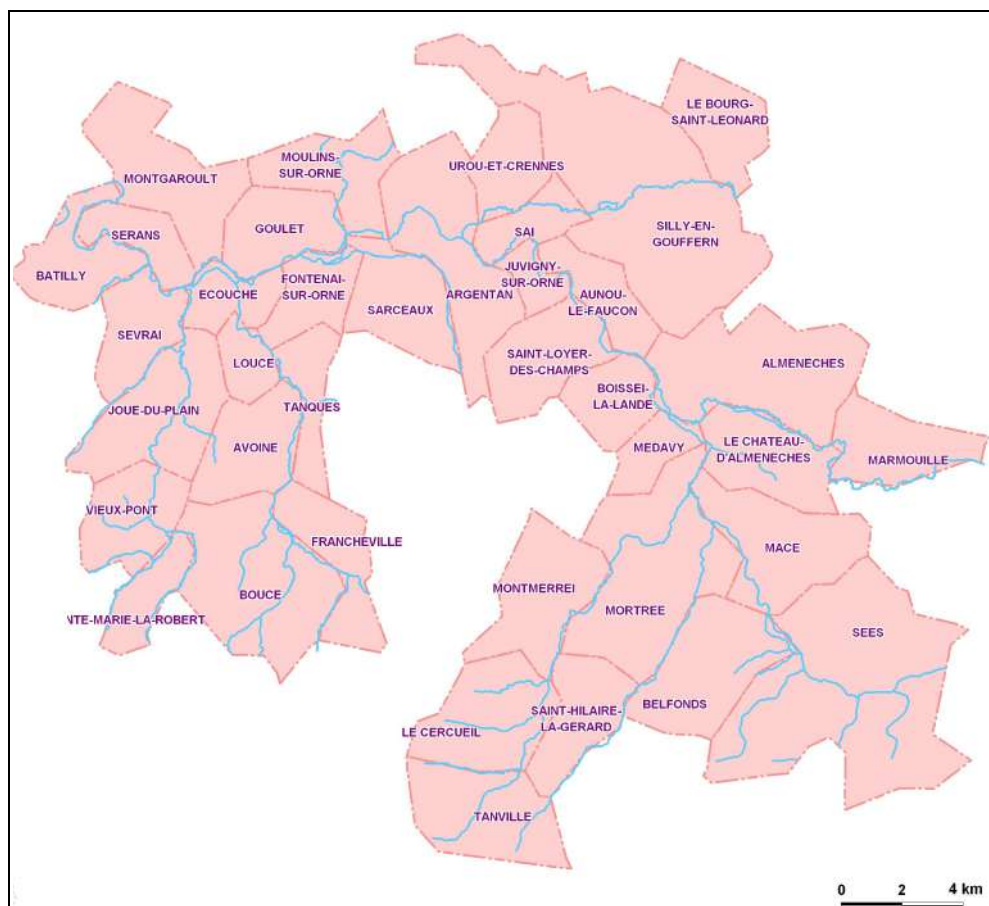 LE BOURG-
SAINT-LEONARD
MOULINS-
SUR-ORNE
UROU-ET-CRENNES
MONTGAROULT
SERANS
GOULET
SAI
SILLY-EN-
GOUFFERN
BATILLY
ECOUCHE
FONTENAI-
SUR-ORNE
JUVIGNY-
SUR-ORNE
ARGENTAN
AUNOU-
LE-FAUCON
SARCEAUX
SEVRAI
LOUCE
SAINT-LOYER-
DES-CHAMPS
ALMENECHES
BOISSEI-
LA-LANDE
JOUE-DU-PLAIN
TANQUES
AVOINE
MEDAVY
LE CHATEAU-
D'ALMENECHES
MARMOUILLE
VIEUX-PONT
FRANCHEVILLE
MACE
MONTMERREI
BOUCE
MORTREE
NTE-MARIE-LA-ROBERT
SEES
BELFONDS
SAINT-HILAIRE-
LA-GERARD
LE CERCUEIL
TANVILLE
0 2 4 km